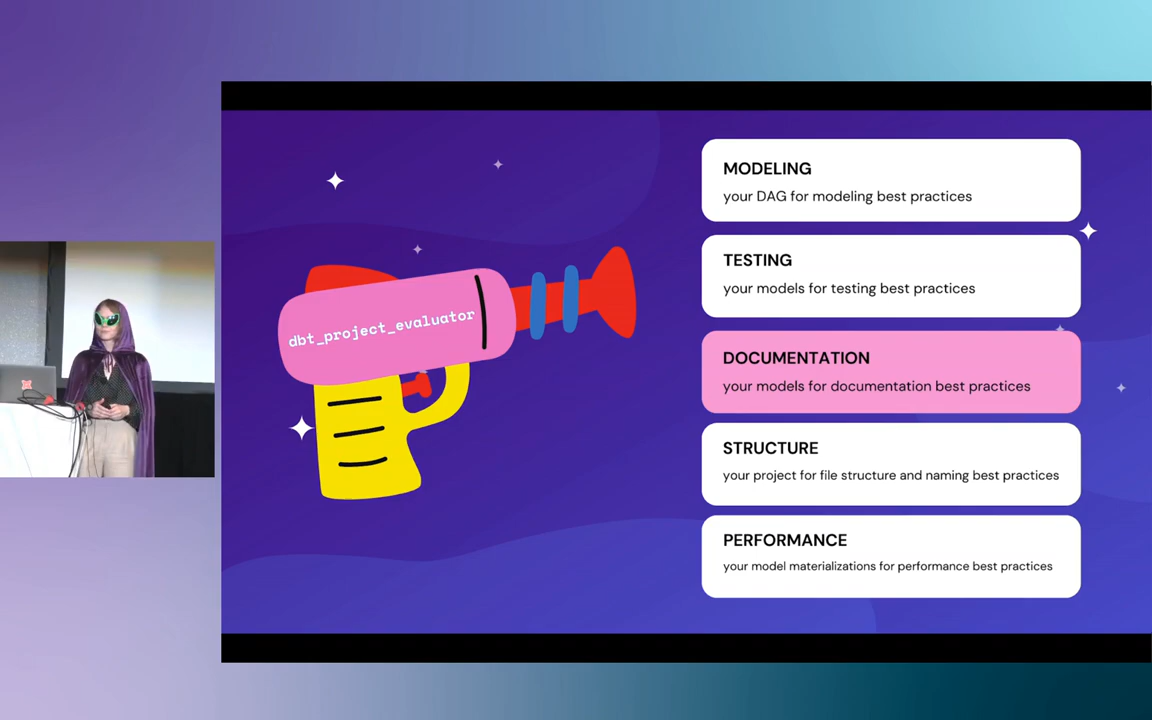 dbt_project_evaluator
MODELING
your DAG for modeling best practices
TESTING
your models for testing best practices
DOCUMENTATION
your models for documentation best practices
STRUCTURE
your project for file structure and naming best practices
PERFORMANCE
your model materializations for performance best practices